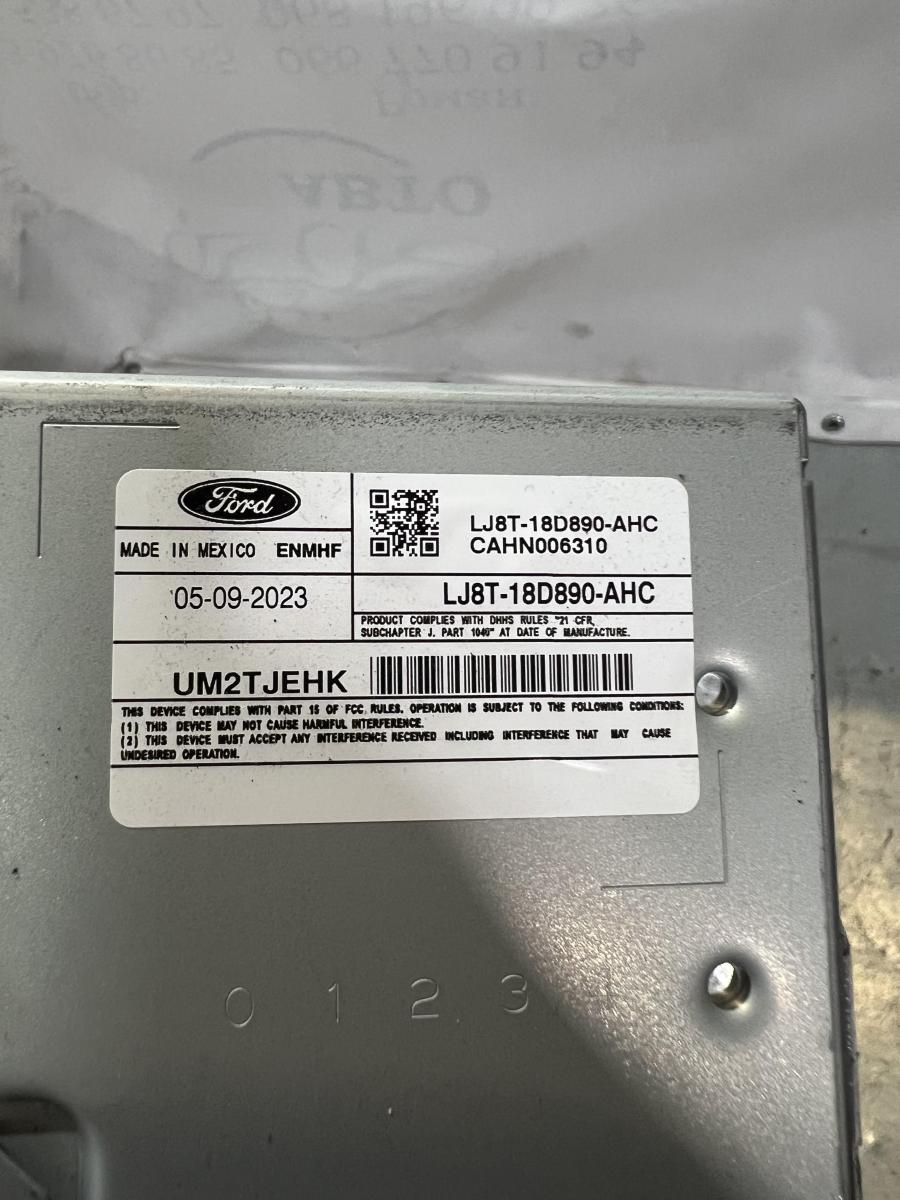 АВТО
Ford
MADE IN MEXICO ENMHF
LJ8T-18D890-AHC
CAHN006310
05-09-2023
LJ8T-18D890-AHC
PRODUCT COMPLIES WITH DHHS RULES "21 CFR,
SUBCHAPTER J, PART 1040" AT DATE OF MANUFACTURE.
UM2TJEHK
THIS DEVICE COMPLIES WITH PART 15 OF FCC RULES. OPERATION IS SUBJECT TO THE FOLLOWING CONDITIONS:
(1) THIS DEVICE MAY NOT CAUSE HARMFUL INTERFERENCE.
(2) THIS DEVICE MUST ACCEPT ANY INTERFERENCE RECEIVED INCLUDING INTERFERENCE THAT MAY CAUSE
UNDESIRED OPERATION.
0 1 2 3